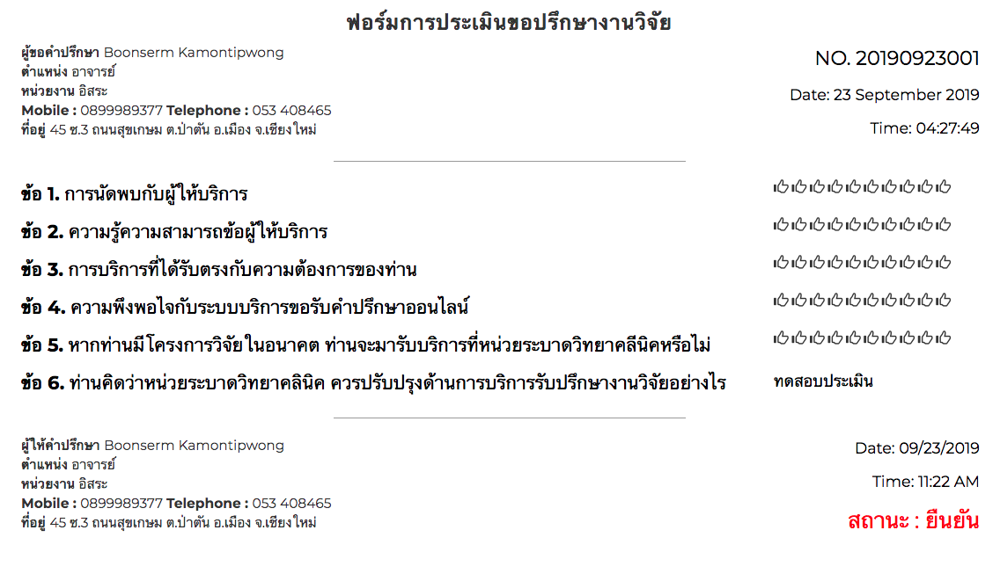 ฟอร์มการประเมินขอปรึกษางานวิจัย
ผู้ขอคำปรึกษา Boonserm Kamontipwong
ตำแหน่ง อาจารย์
หน่วยงาน อิสระ
Mobile : 0899989377 Telephone : 053 408465
ที่อยู่ 45 ซ.3 ถนนสุขเกษม ต.ป่าตัน อ.เมือง จ.เชียงใหม่
NO. 20190923001
Date: 23 September 2019
Time: 04:27:49
ข้อ 1. การนัดพบกับผู้ให้บริการ
ข้อ 2. ความรู้ความสามารถข้อผู้ให้บริการ
ข้อ 3. การบริการที่ได้รับตรงกับความต้องการของท่าน
ข้อ 4. ความพึงพอใจกับระบบบริการขอรับคำปรึกษาออนไลน์
ข้อ 5. หากท่านมีโครงการวิจัยในอนาคต ท่านจะมารับบริการที่หน่วยระบาดวิทยาคลีนิคหรือไม่
ข้อ 6. ท่านคิดว่าหน่วยระบาดวิทยาคลินิค ควรปรับปรุงด้านการบริการรับปรึกษางานวิจัยอย่างไร ทดสอบประเมิน
ผู้ให้คำปรึกษา Boonserm Kamontipwong
ตำแหน่ง อาจารย์
หน่วยงาน อิสระ
Mobile : 0899989377 Telephone : 053 408465
ที่อยู่ 45 ซ.3 ถนนสุขเกษม ต.ป่าตัน อ.เมือง จ.เชียงใหม่
Date: 09/23/2019
Time: 11:22 AM
สถานะ : ยืนยัน